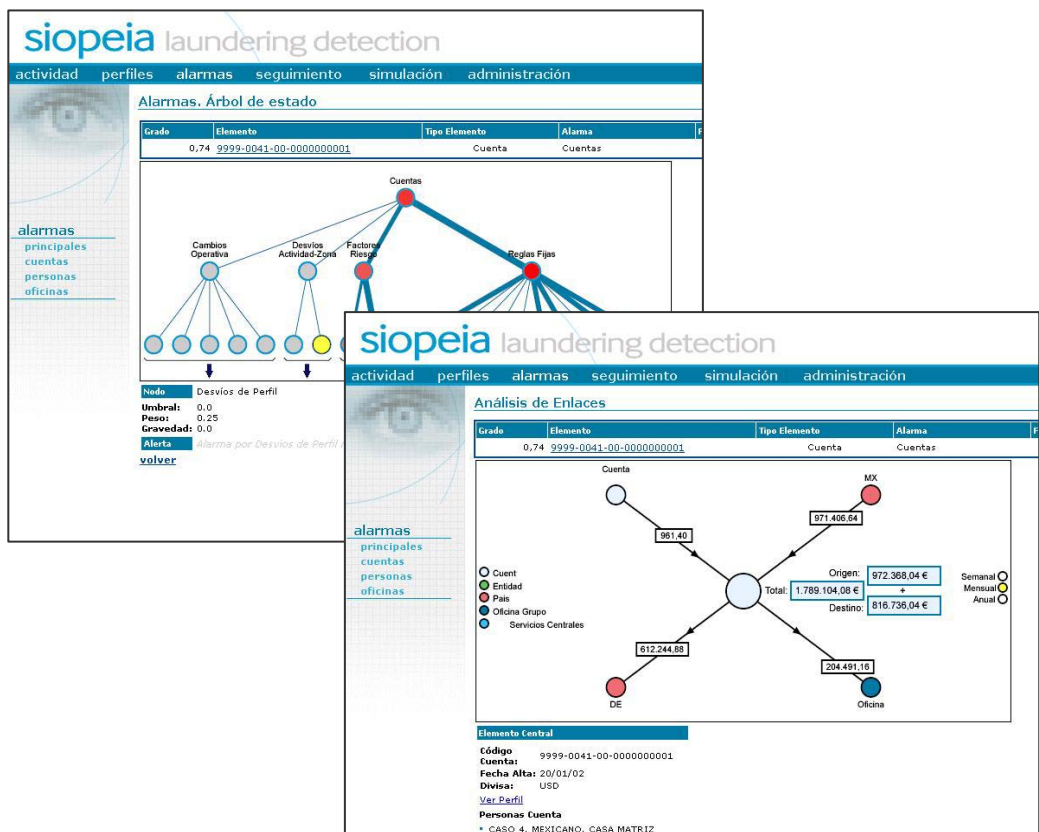 siopeia laundering detection
actividad perfiles alarmas seguimiento simulación administración
Alarmas. Árbol de estado
Grado Elemento Tipo Elemento Alarma F
0,74 9999-0041-00-0000000001 Cuenta Cuentas
Cuentas
Cambios Operativa
Desvíos Actividad-Zona
Factores Riesgo
Reglas Fijas
alarmas
principales
cuentas
personas
oficinas
Nodo Desvíos de Perfil
Umbral: 0.0
Peso: 0.25
Gravedad: 0.0
Alerta Alarma por Desvios de Perfil
volver
siopeia laundering detection
actividad perfiles alarmas seguimiento simulación administración
Análisis de Enlaces
Grado Elemento Tipo Elemento Alarma F
0,74 9999-0041-00-0000000001 Cuenta Cuentas
Cuenta
MX
971.406,64
961,40
alarmas
principales
cuentas
personas
oficinas
Cuent
Entidad
Pais
Oficina Grupo
Servicios Centrales
Origen: 972.368,04 €
Total: 1.789.104,08 €
+
Destino: 816.736,04 €
Semanal
Mensual
Anual
612.244,88
204.491,16
DE
Oficina
Elemento Central
Código Cuenta: 9999-0041-00-0000000001
Fecha Alta: 20/01/02
Divisa: USD
Ver Perfil
Personas Cuenta
CASO 4, MEXICANO, CASA MATRIZ